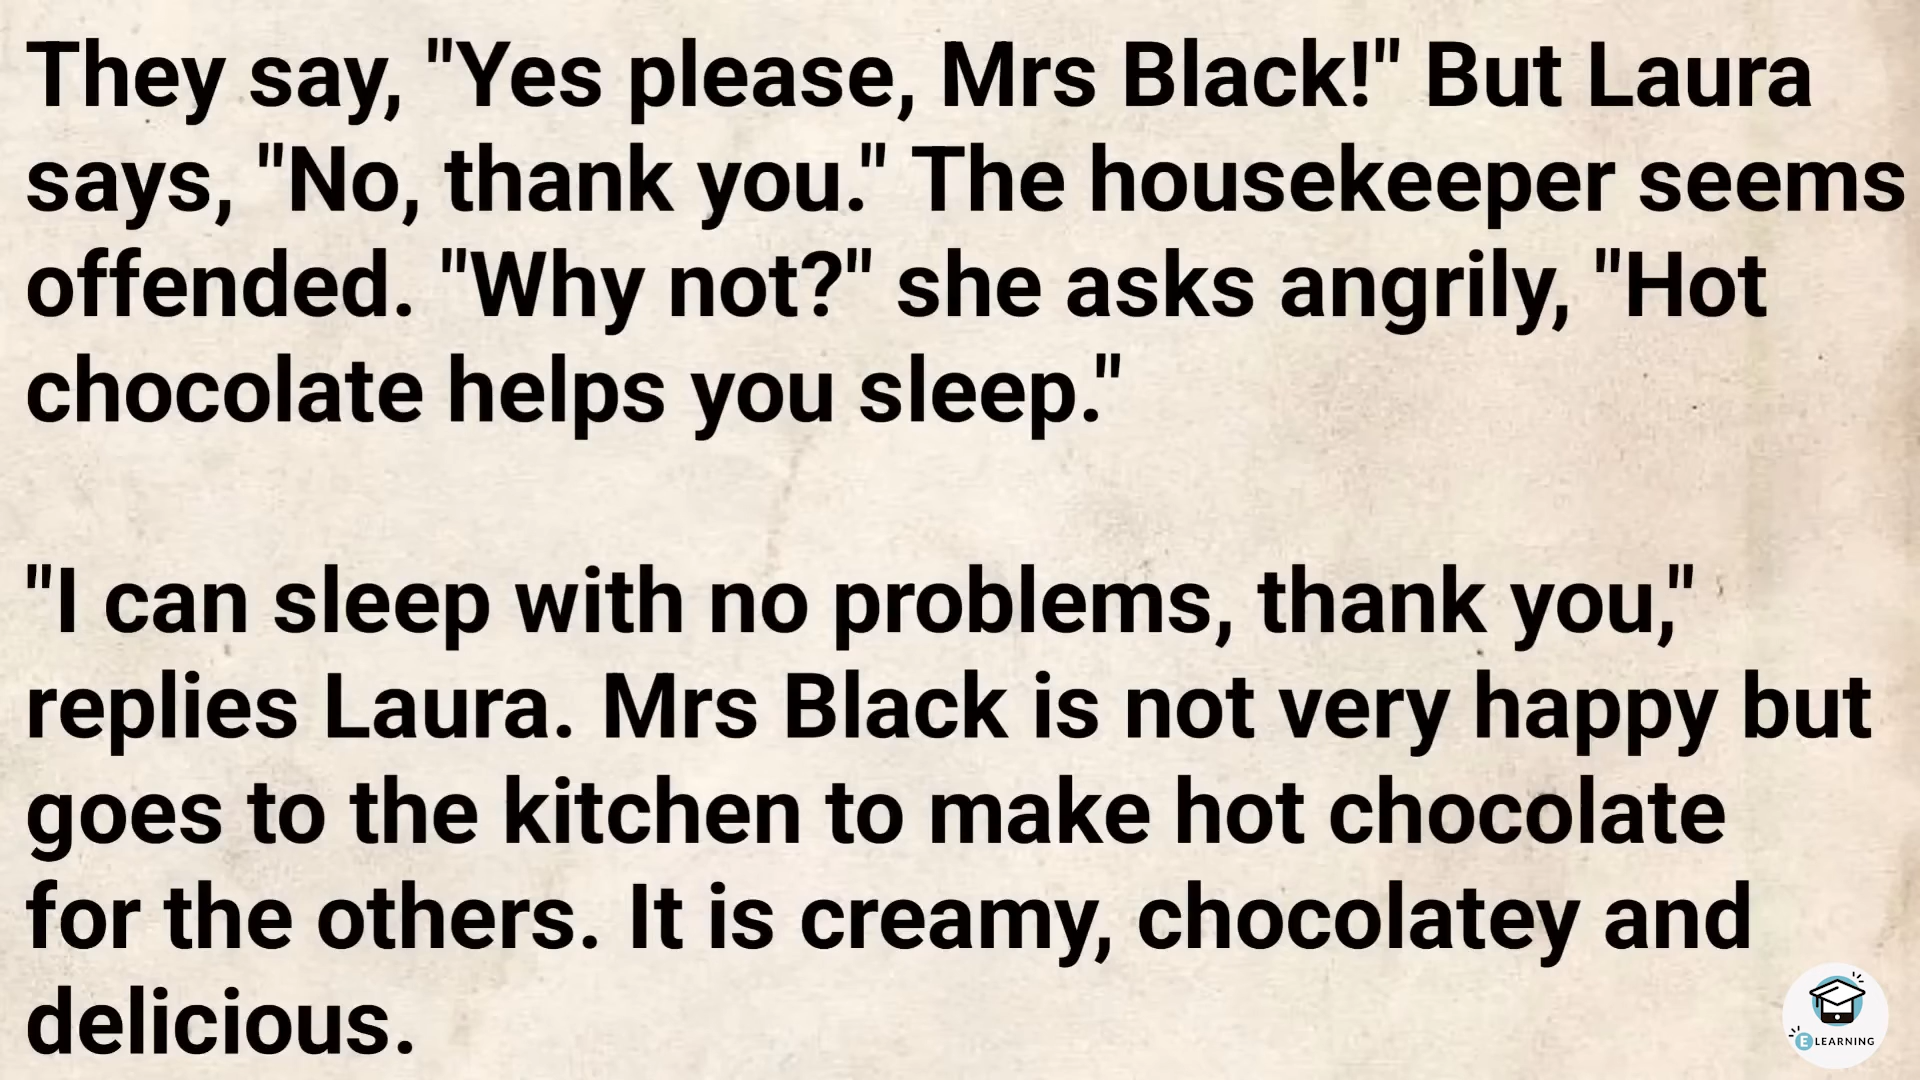 They say, "Yes please, Mrs Black!" But Laura
says, "No, thank you." The housekeeper seems
offended. "Why not?" she asks angrily, "Hot
chocolate helps you sleep."
"I can sleep with no problems, thank you,"
replies Laura. Mrs Black is not very happy but
goes to the kitchen to make hot chocolate
for the others. It is creamy, chocolatey and
delicious.
E LEARNING